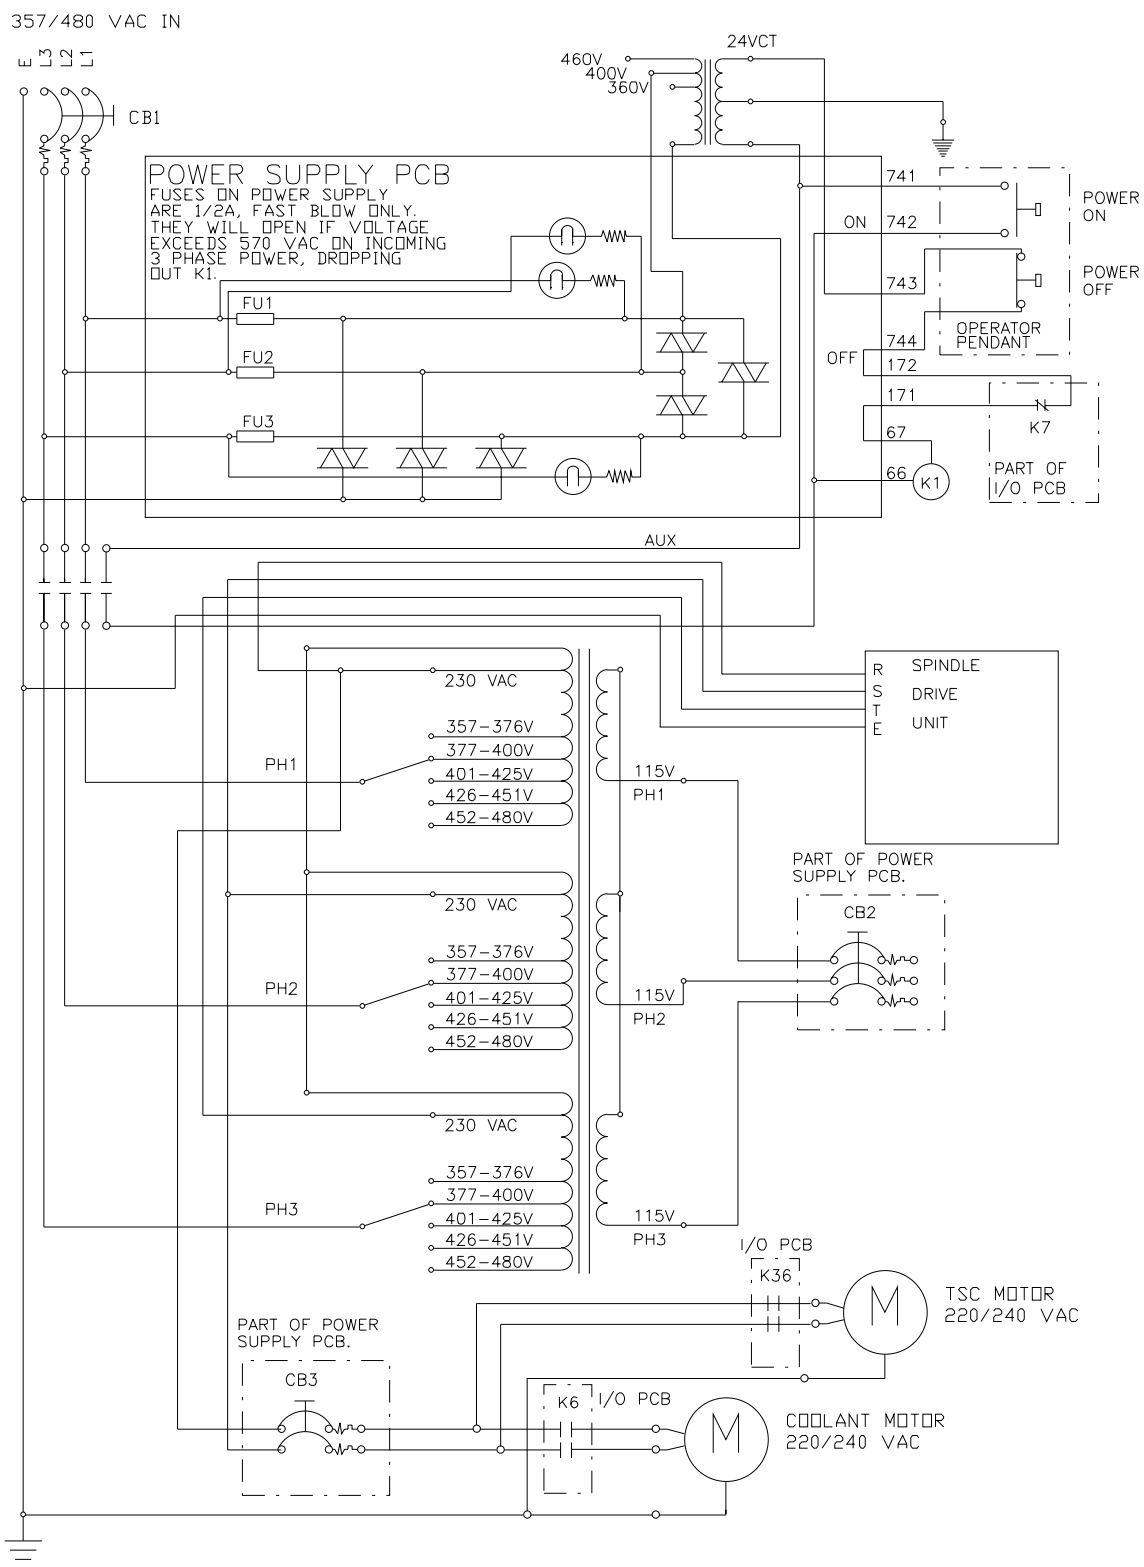 357/480 VAC IN
E
L3
L2
L1
CB1
460V
400V
360V
24VCT
POWER SUPPLY PCB
FUSES ON POWER SUPPLY
ARE 1/2A, FAST BLOW ONLY.
THEY WILL OPEN IF VOLTAGE
EXCEEDS 570 VAC ON INCOMING
3 PHASE POWER, DROPPING
OUT K1.
FU1
FU2
FU3
741
ON
742
743
744
OFF
172
171
67
66
POWER
ON
POWER
OFF
OPERATOR
PENDANT
K7
K1
PART OF
I/O PCB
AUX
R
S
T
E
SPINDLE
DRIVE
UNIT
PH1
230 VAC
357-376V
377-400V
401-425V
426-451V
452-480V
115V
PH1
PH2
230 VAC
357-376V
377-400V
401-425V
426-451V
452-480V
115V
PH2
PART OF POWER
SUPPLY PCB.
CB2
PH3
230 VAC
357-376V
377-400V
401-425V
426-451V
452-480V
115V
PH3
I/O PCB
K36
M
TSC MOTOR
220/240 VAC
PART OF POWER
SUPPLY PCB.
CB3
K6
I/O PCB
M
COOLANT MOTOR
220/240 VAC